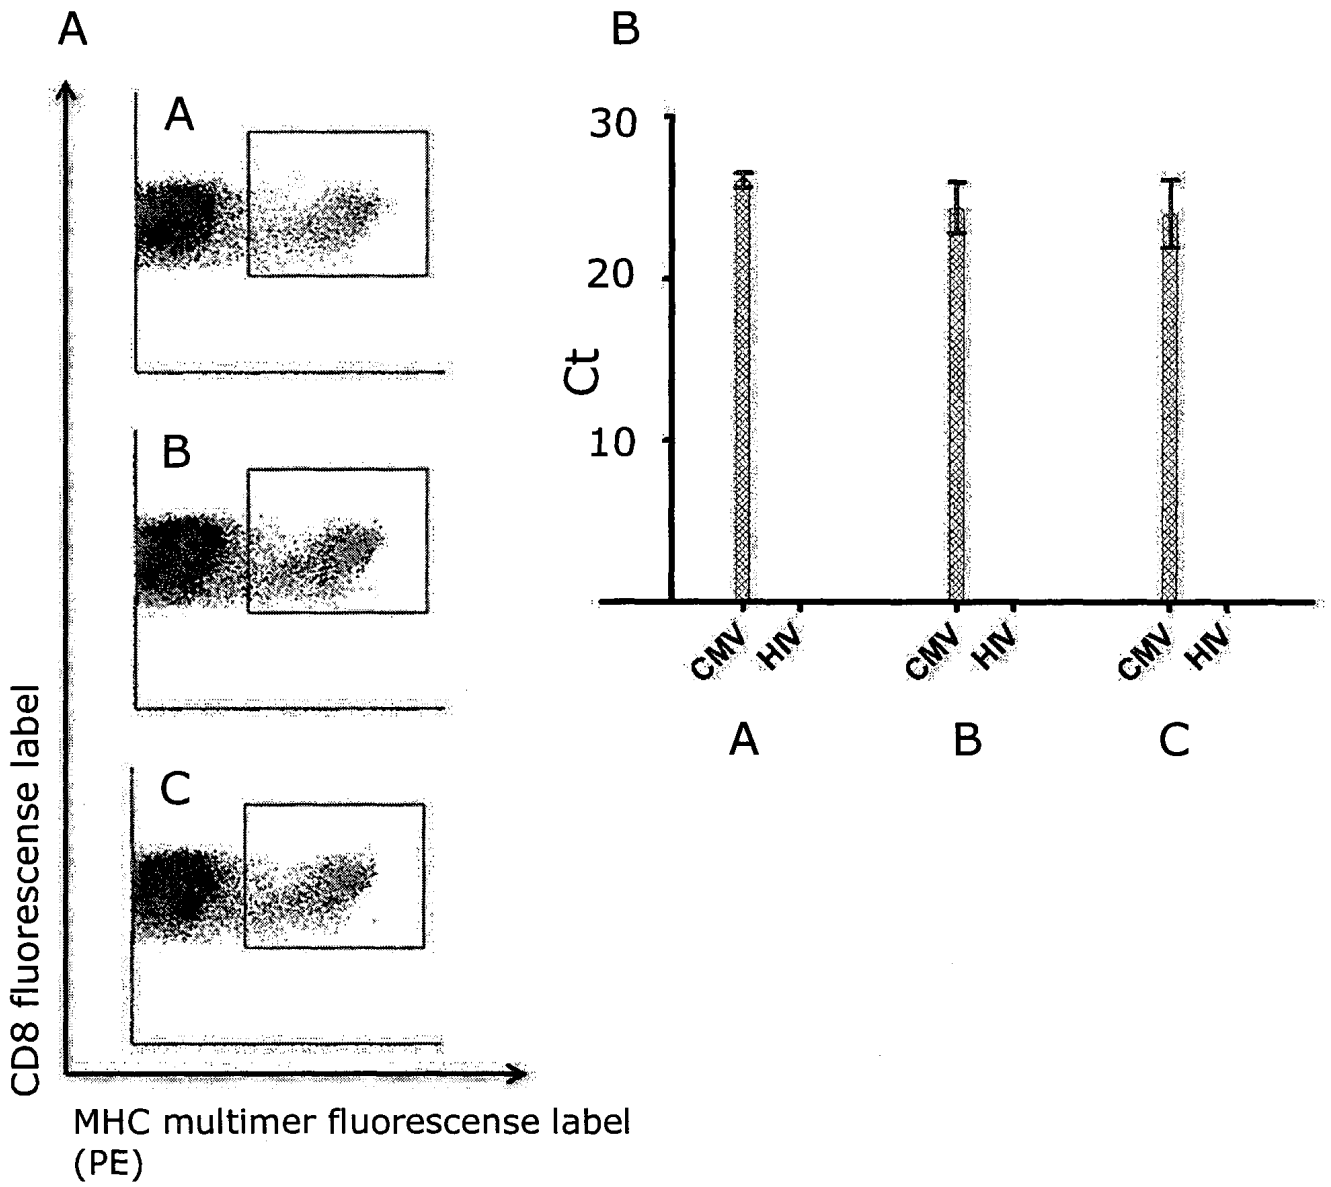 A
A
B
C
CD8 fluorescense label
MHC multimer fluorescense label
(PE)
B
30
20
10
Ct
CMV
HIV
CMV
HIV
CMV
HIV
A
B
C